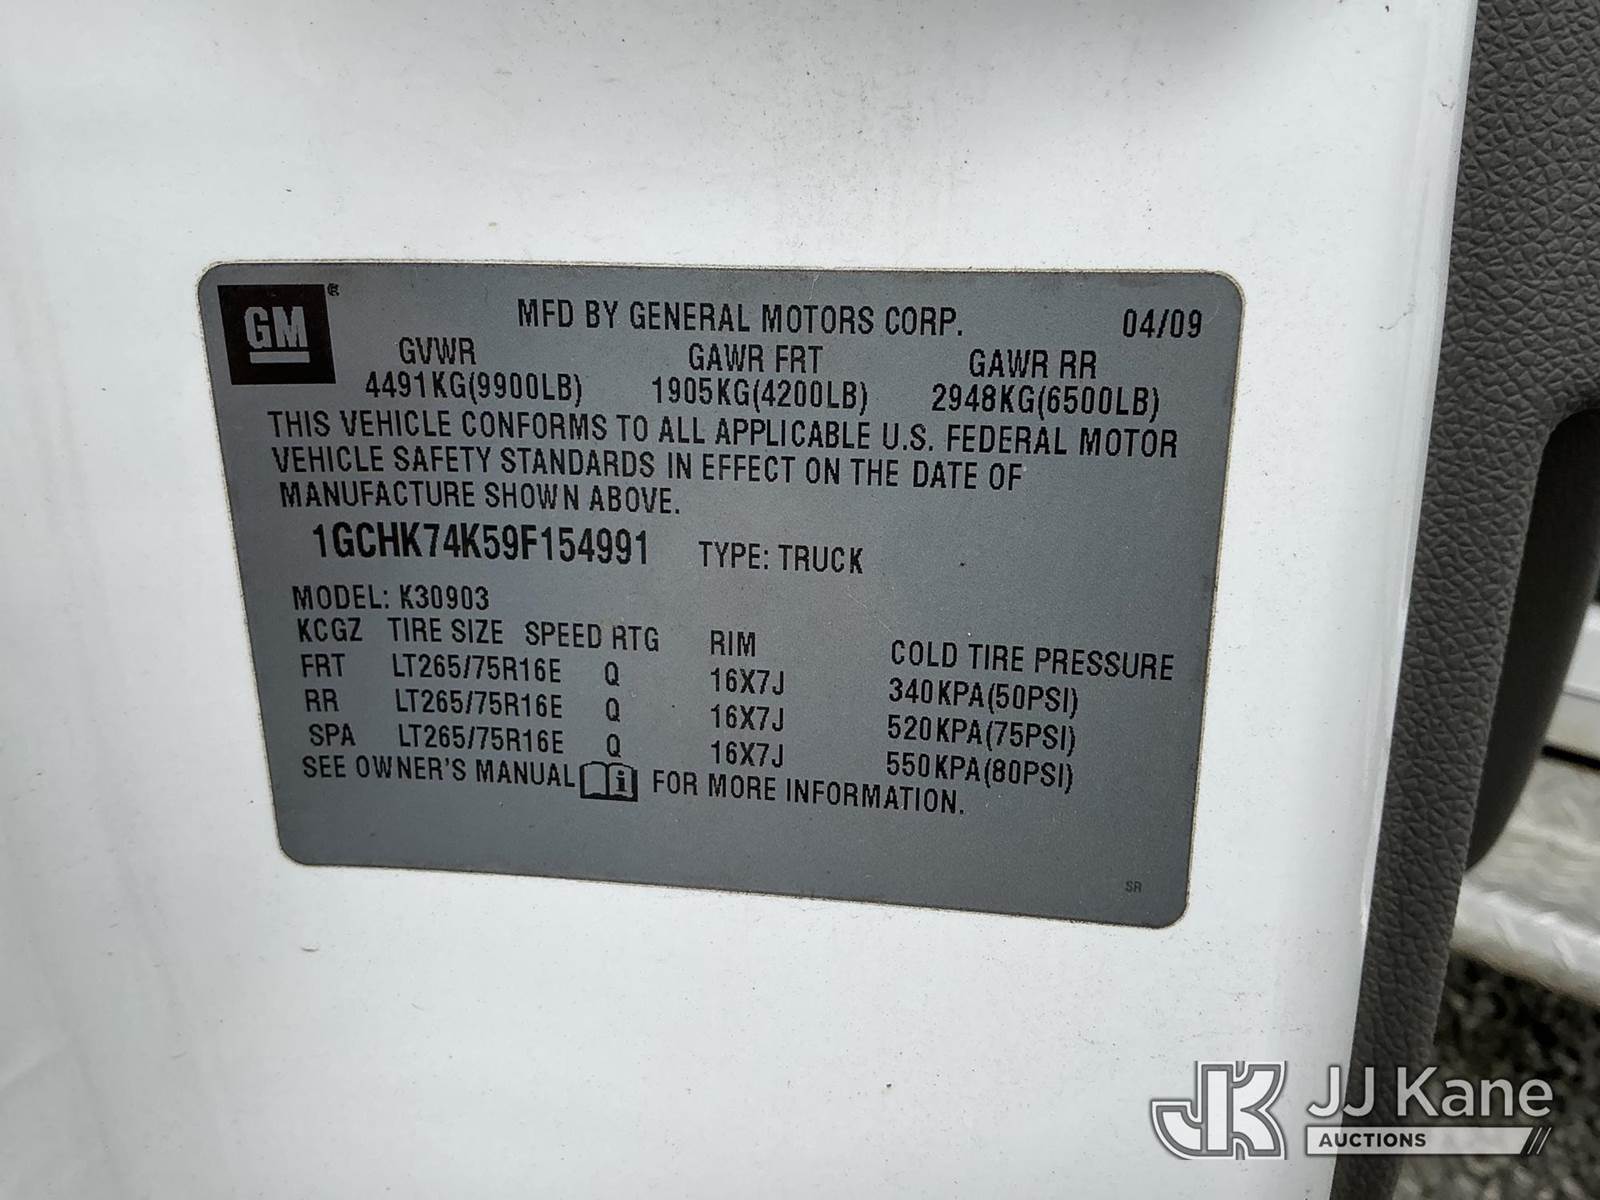 GM ®
MFD BY GENERAL MOTORS CORP. 04/09
GVWR GAWR FRT GAWR RR
4491KG(9900LB) 1905KG(4200LB) 2948KG(6500LB)
THIS VEHICLE CONFORMS TO ALL APPLICABLE U.S. FEDERAL MOTOR
VEHICLE SAFETY STANDARDS IN EFFECT ON THE DATE OF
MANUFACTURE SHOWN ABOVE.
1GCHK74K59F154991 TYPE: TRUCK
MODEL: K30903
KCGZ TIRE SIZE SPEED RTG RIM COLD TIRE PRESSURE
FRT LT265/75R16E Q 16X7J 340KPA(50PSI)
RR LT265/75R16E Q 16X7J 520KPA(75PSI)
SPA LT265/75R16E Q 16X7J 550KPA(80PSI)
SEE OWNER'S MANUAL i FOR MORE INFORMATION.
SR
JK JJ Kane
AUCTIONS